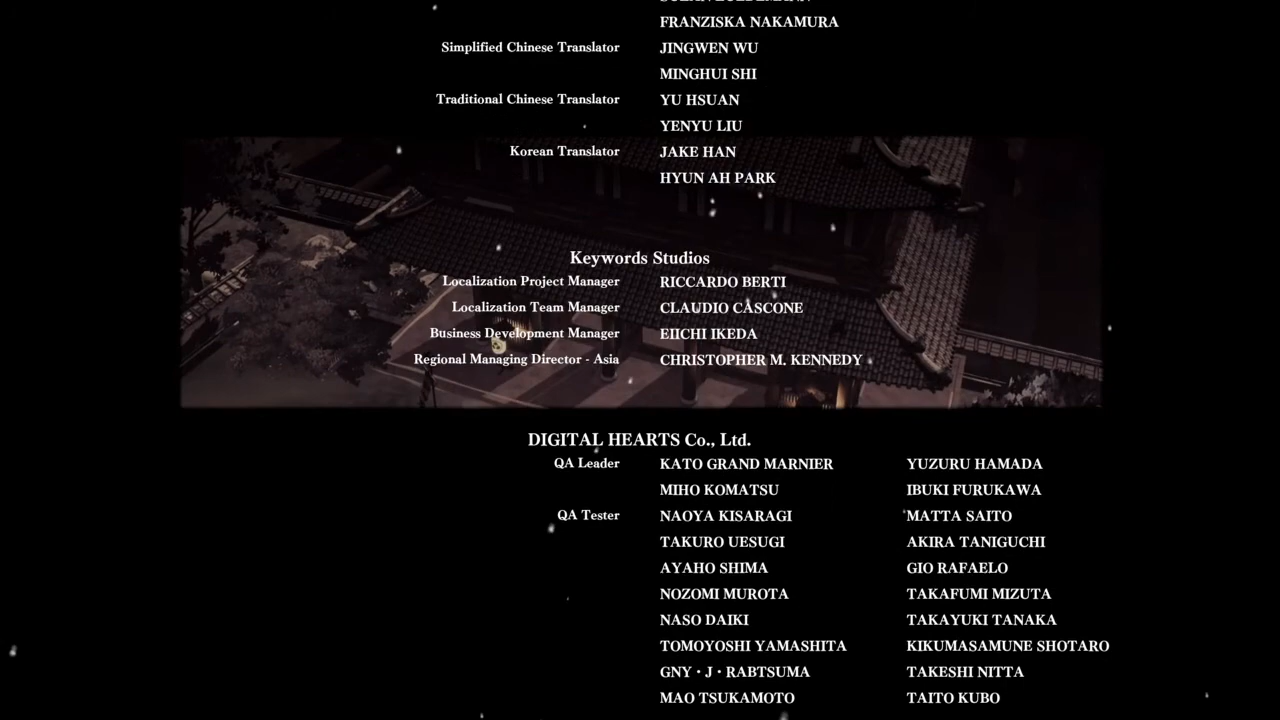 FRANZISKA NAKAMURA
Simplified Chinese Translator JINGWEN WU
MINGHUI SHI
Traditional Chinese Translator YU HSUAN
YENYU LIU
Korean Translator JAKE HAN
HYUN AH PARK
Keywords Studios
Localization Project Manager RICCARDO BERTI
Localization Team Manager CLAUDIO CASCONE
Business Development Manager EIICHI IKEDA
Regional Managing Director - Asia CHRISTOPHER M. KENNEDY
DIGITAL HEARTS Co., Ltd.
QA Leader KATO GRAND MARNIER YUZURU HAMADA
MIHO KOMATSU IBUKI FURUKAWA
QA Tester NAOYA KISARAGI MATTA SAITO
TAKURO UESUGI AKIRA TANIGUCHI
AYAHO SHIMA GIO RAFAELO
NOZOMI MUROTA TAKAFUMI MIZUTA
NASO DAIKI TAKAYUKI TANAKA
TOMOYOSHI YAMASHITA KIKUMASAMUNE SHOTARO
GNY・J・RABTSUMA TAKESHI NITTA
MAO TSUKAMOTO TAITO KUBO